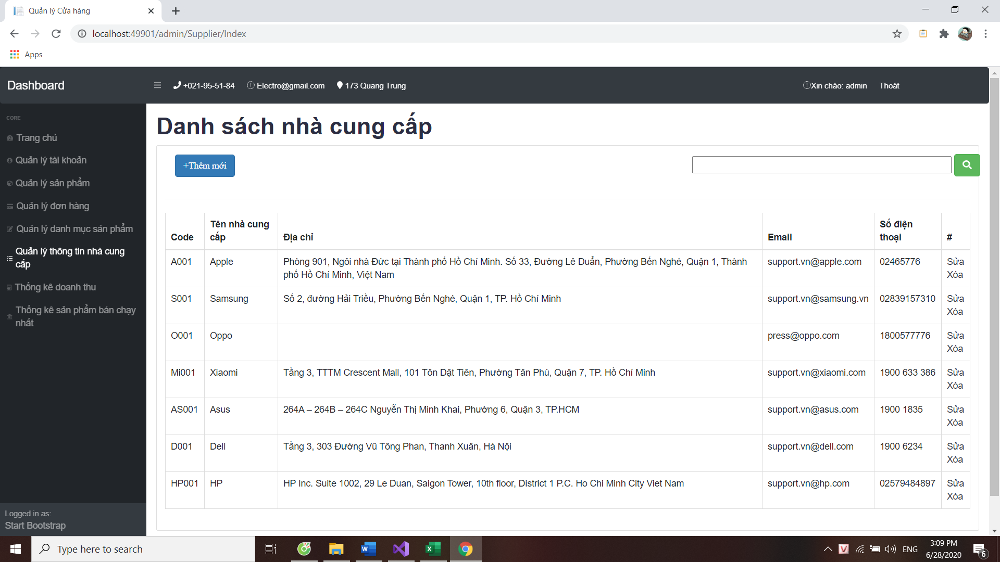 Quản lý Cửa hàng
localhost:49901/admin/Supplier/Index
Apps
Dashboard
+021-95-51-84
Electro@gmail.com
173 Quang Trung
Xin chào: admin
Thoát
CORE
Trang chủ
Quản lý tài khoản
Quản lý sản phẩm
Quản lý đơn hàng
Quản lý danh mục sản phẩm
Quản lý thông tin nhà cung
cấp
Thống kê doanh thu
Thống kê sản phẩm bán chạy
nhất
Logged in as:
Start Bootstrap
Danh sách nhà cung cấp
+Thêm mới
Code
Tên nhà cung
cấp
Địa chỉ
Email
Số điện
thoại
#
A001
Apple
Phòng 901, Ngôi nhà Đức tại Thành phố Hồ Chí Minh. Số 33, Đường Lê Duẩn, Phường Bến Nghé, Quận 1, Thành
phố Hồ Chí Minh, Việt Nam
support.vn@apple.com
02465776
Sửa
Xóa
S001
Samsung
Số 2, đường Hải Triều, Phường Bến Nghé, Quận 1, TP. Hồ Chí Minh
support.vn@samsung.vn
02839157310
Sửa
Xóa
O001
Oppo
press@oppo.com
1800577776
Sửa
Xóa
Mi001
Xiaomi
Tầng 3, TTTM Crescent Mall, 101 Tôn Dật Tiên, Phường Tân Phú, Quận 7, TP. Hồ Chí Minh
support.vn@xiaomi.com
1900 633 386
Sửa
Xóa
AS001
Asus
264A – 264B – 264C Nguyễn Thị Minh Khai, Phường 6, Quận 3, TP.HCM
support.vn@asus.com
1900 1835
Sửa
Xóa
D001
Dell
Tầng 3, 303 Đường Vũ Tông Phan, Thanh Xuân, Hà Nội
support.vn@dell.com
1900 6234
Sửa
Xóa
HP001
HP
HP Inc. Suite 1002, 29 Le Duan, Saigon Tower, 10th floor, District 1 P.C. Ho Chi Minh City Viet Nam
support.vn@hp.com
02579484897
Sửa
Xóa
Type here to search
ENG
3:09 PM
6/28/2020
6